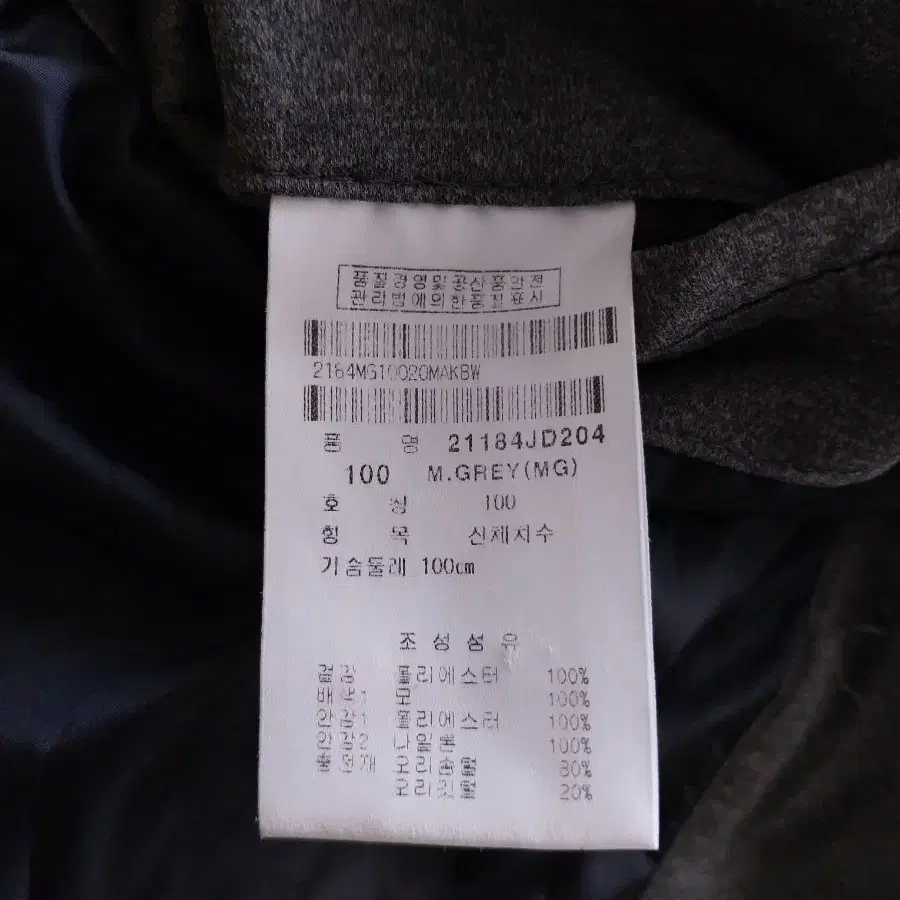 품질경영및공산품안전
관리법에의한품질표시
2184MG10020MAKBW
품 명 21184JD204
100 M.GREY(MG)
호 칭 100
항 목 신체치수
가슴둘레 100cm
조성섬유
겉감 폴리에스터 100%
배색1 모 100%
안감1 폴리에스터 100%
안감2 나일론 100%
충전재 오리솜털 80%
오리깃털 20%